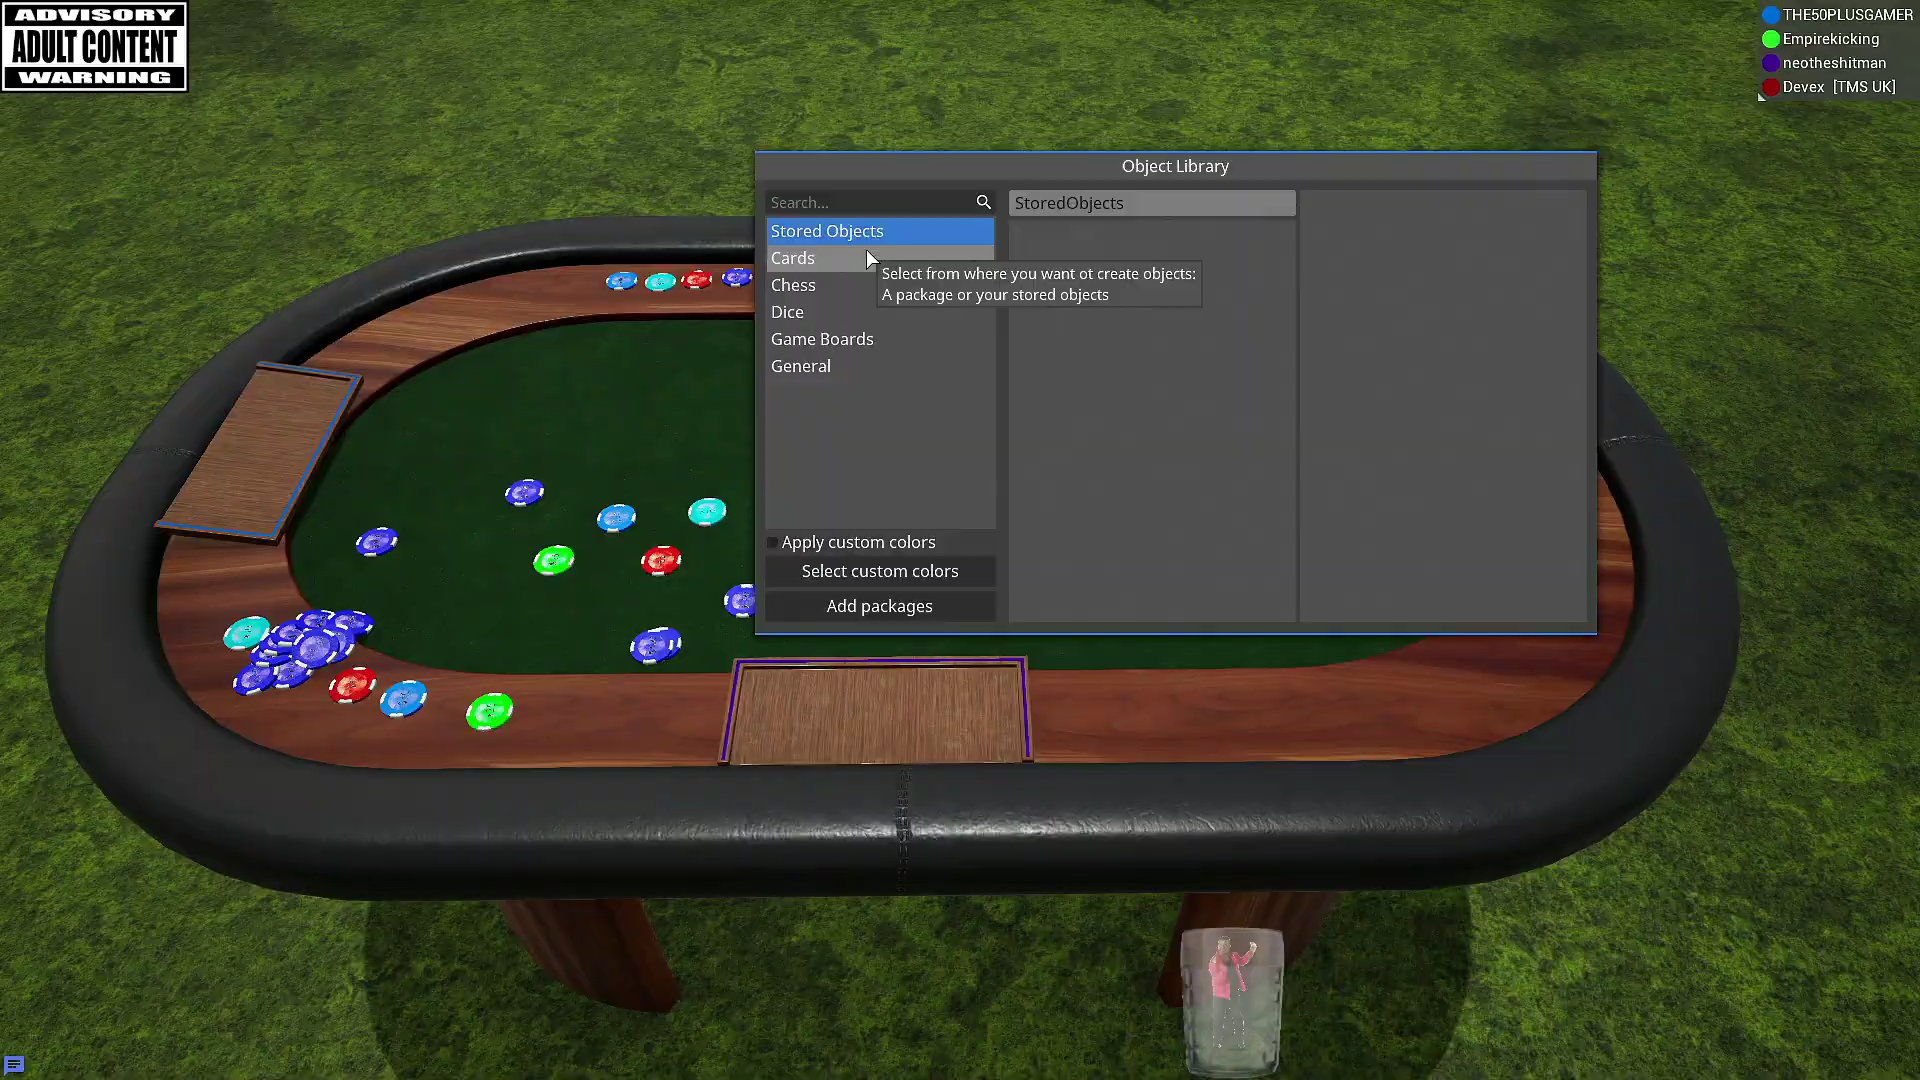 ADVISORY
ADULT CONTENT
WARNING
THE50PLUSGAMER
Empirekicking
neotheshitman
Devex [TMS UK]
Object Library
Search...
Stored Objects
Cards
Chess
Dice
Game Boards
General
Apply custom colors
Select custom colors
Add packages
StoredObjects
Select from where you want ot create objects:
A package or your stored objects